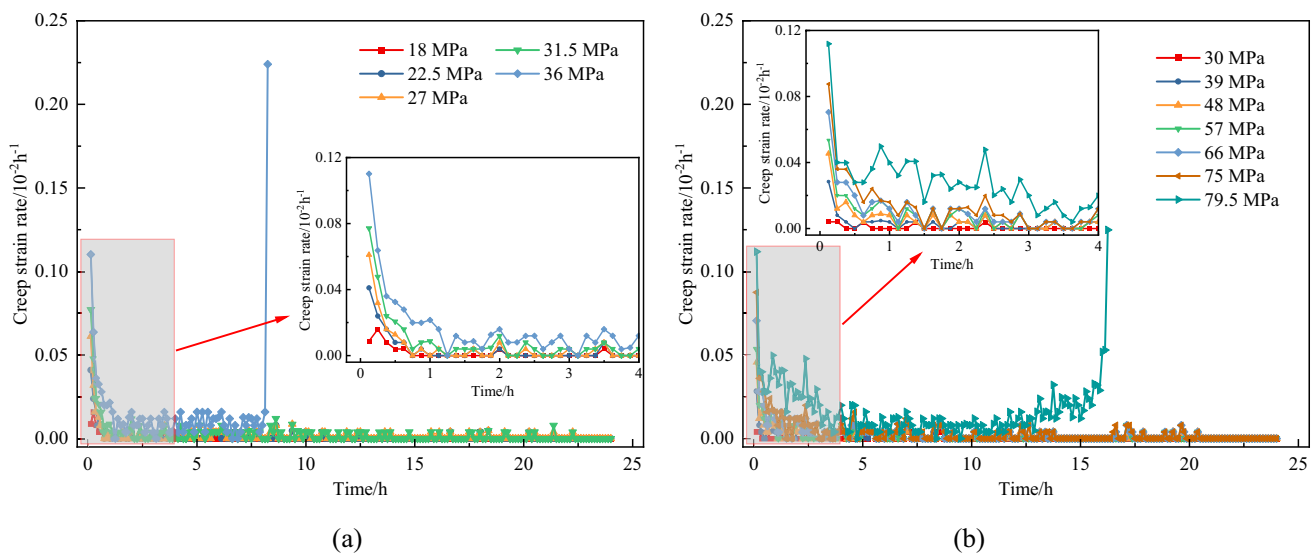 Creep strain rate/10⁻²h⁻¹
0.25
0.20
0.15
0.10
0.05
0.00
0 5 10 15 20 25
Time/h
18 MPa
22.5 MPa
27 MPa
31.5 MPa
36 MPa
Creep strain rate/10⁻²h⁻¹
0.12
0.08
0.04
0.00
0 1 2 3 4
Time/h
(a)
Creep strain rate/10⁻²h⁻¹
0.25
0.20
0.15
0.10
0.05
0.00
0 5 10 15 20 25
Time/h
Creep strain rate/10⁻²h⁻¹
0.12
0.08
0.04
0.00
0 1 2 3 4
Time/h
30 MPa
39 MPa
48 MPa
57 MPa
66 MPa
75 MPa
79.5 MPa
(b)